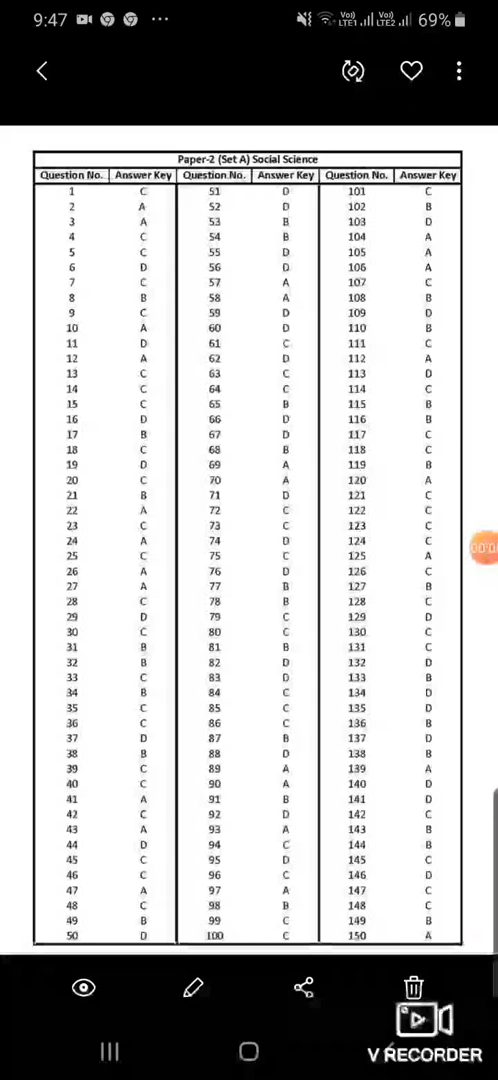 9:47 ... Vo) LTE1 Vo) LTE2 69%
Paper-2 (Set A) Social Science
Question No. Answer Key Question No. Answer Key Question No. Answer Key
1 C 51 D 101 C
2 A 52 D 102 B
3 A 53 B 103 D
4 C 54 B 104 A
5 C 55 D 105 A
6 D 56 D 106 A
7 C 57 A 107 C
8 B 58 A 108 B
9 C 59 D 109 D
10 A 60 D 110 B
11 D 61 C 111 C
12 A 62 D 112 A
13 C 63 C 113 D
14 C 64 C 114 C
15 C 65 B 115 B
16 D 66 D 116 B
17 B 67 D 117 C
18 C 68 B 118 C
19 D 69 A 119 B
20 C 70 A 120 A
21 B 71 D 121 C
22 A 72 C 122 C
23 C 73 C 123 C
24 A 74 D 124 C
25 C 75 C 125 A
26 A 76 D 126 C
27 A 77 B 127 B
28 C 78 B 128 C
29 D 79 C 129 D
30 C 80 C 130 C
31 B 81 B 131 C
32 B 82 D 132 D
33 C 83 D 133 B
34 B 84 C 134 D
35 C 85 C 135 D
36 C 86 C 136 B
37 D 87 B 137 D
38 B 88 D 138 B
39 C 89 A 139 A
40 C 90 A 140 D
41 A 91 B 141 D
42 C 92 D 142 C
43 A 93 A 143 B
44 D 94 C 144 B
45 C 95 D 145 C
46 C 96 C 146 D
47 A 97 A 147 C
48 C 98 B 148 C
49 B 99 C 149 B
50 D 100 C 150 A
V RECORDER